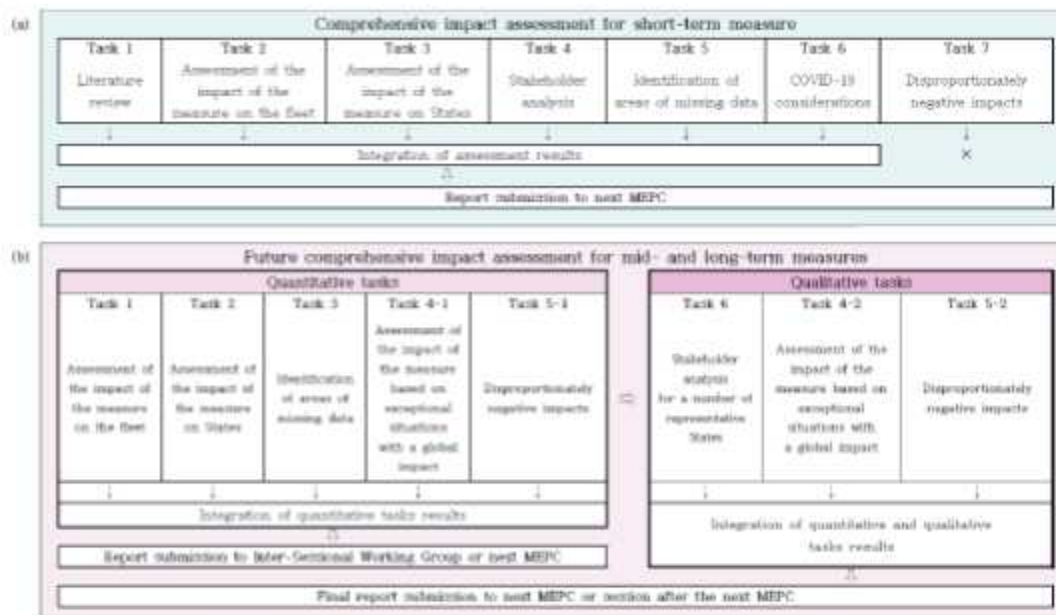 (a)
Comprehensive impact assessment for short-term measure
Task 1
Task 2
Task 3
Task 4
Task 5
Task 6
Task 7
Literature
review
Assessment of the
impact of the
measure on the fleet
Assessment of the
impact of the
measure on States
Stakeholder
analysis
Identification of
areas of missing data
COVID-19
considerations
Disproportionately
negative impacts
Integration of assessment results
Report submission to next MEPC
(b)
Future comprehensive impact assessment for mid- and long-term measures
Quantitative tasks
Task 1
Task 2
Task 3
Task 4-1
Task 5-1
Assessment of
the impact of
the measure
on the fleet
Assessment of
the impact of
the measure
on States
Identification
of areas of
missing data
Assessment of
the impact of
the measure
based on
exceptional
situations
with a global
impact
Disproportionately
negative impacts
Integration of quantitative tasks results
Report submission to Inter-Sectional Working Group or next MEPC
Qualitative tasks
Task 6
Task 4-2
Task 5-2
Stakeholder
analysis
for a number of
representative
States
Assessment of the
impact of the
measure based on
exceptional
situations with
a global impact
Disproportionately
negative impacts
Integration of quantitative and qualitative
tasks results
Final report submission to next MEPC or session after the next MEPC